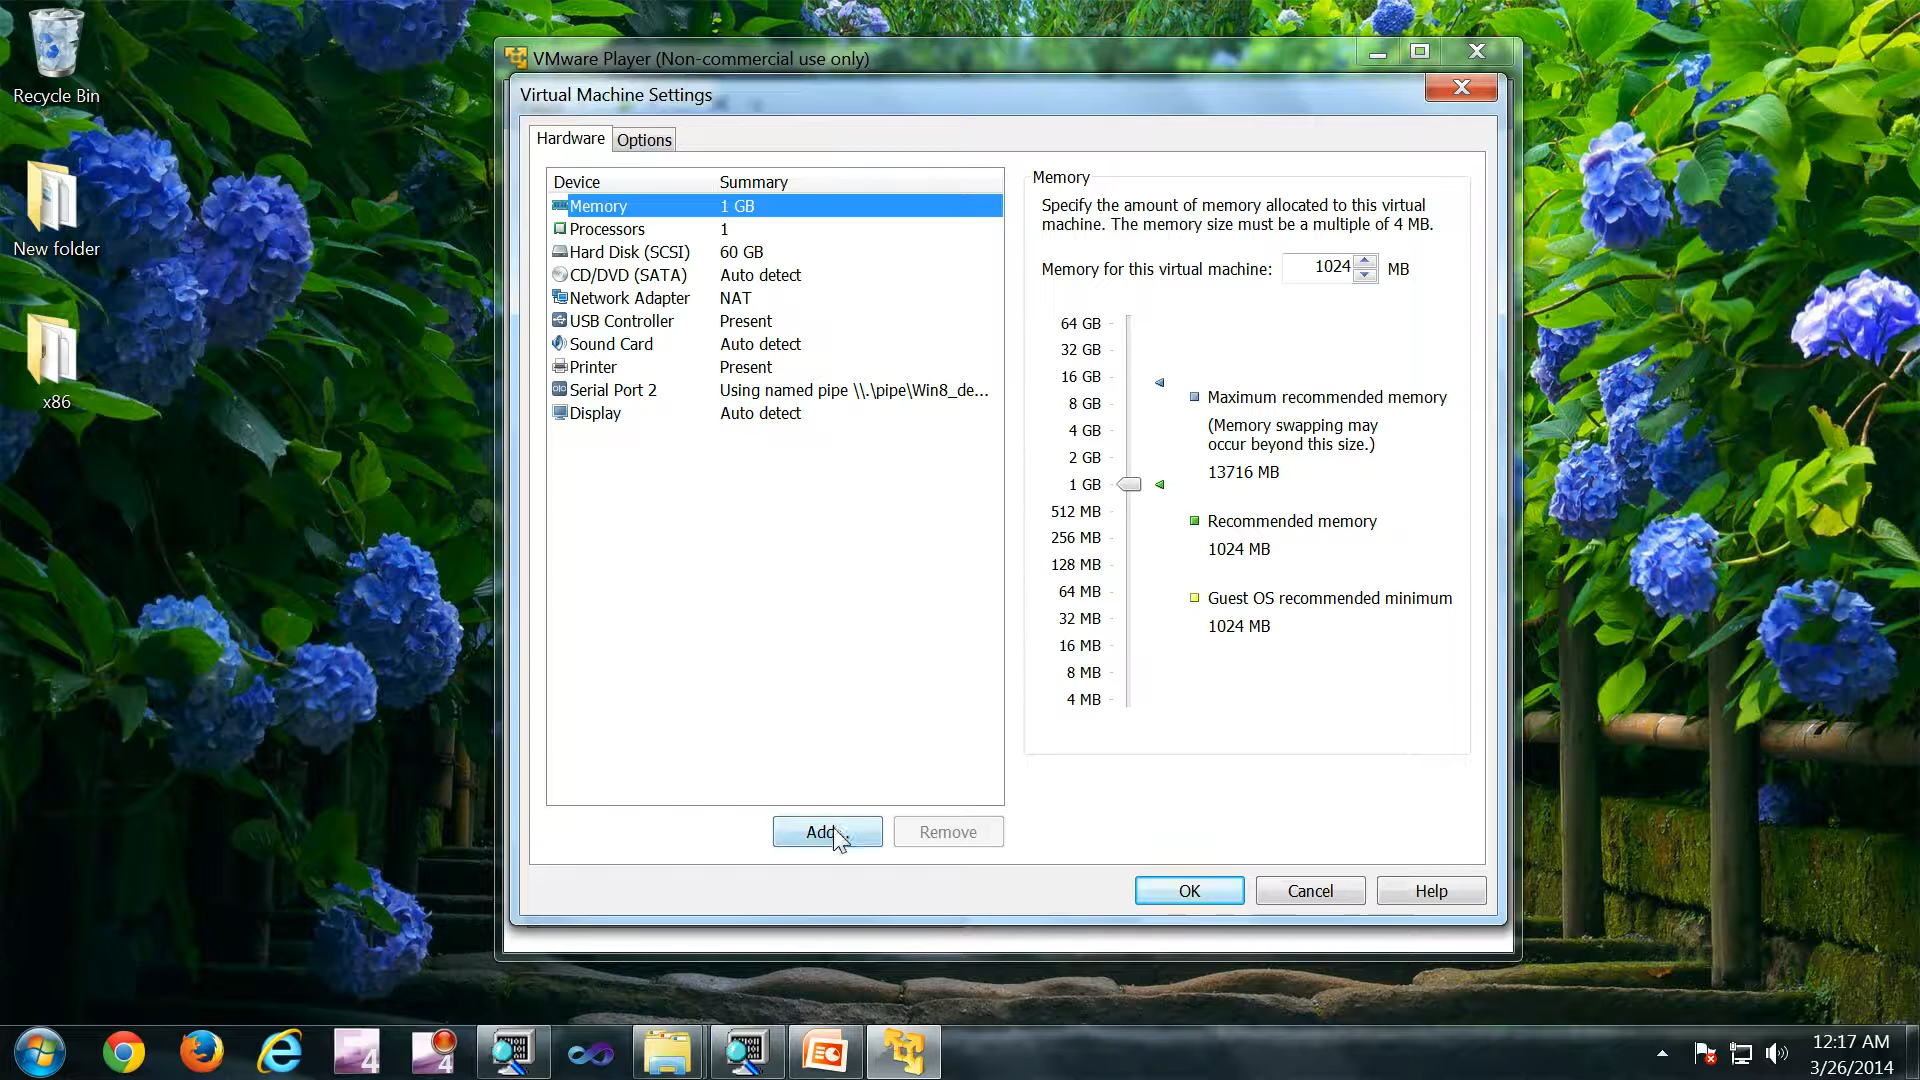 Recycle Bin
New folder
x86
VMware Player (Non-commercial use only)
Virtual Machine Settings
Hardware
Options
Device Summary
Memory 1 GB
Processors 1
Hard Disk (SCSI) 60 GB
CD/DVD (SATA) Auto detect
Network Adapter NAT
USB Controller Present
Sound Card Auto detect
Printer Present
Serial Port 2 Using named pipe \\.\pipe\Win8_de...
Display Auto detect
Add...
Remove
Memory
Specify the amount of memory allocated to this virtual
machine. The memory size must be a multiple of 4 MB.
Memory for this virtual machine: 1024 MB
64 GB
32 GB
16 GB
8 GB
4 GB
2 GB
1 GB
512 MB
256 MB
128 MB
64 MB
32 MB
16 MB
8 MB
4 MB
Maximum recommended memory
(Memory swapping may
occur beyond this size.)
13716 MB
Recommended memory
1024 MB
Guest OS recommended minimum
1024 MB
OK
Cancel
Help
4
4
12:17 AM
3/26/2014